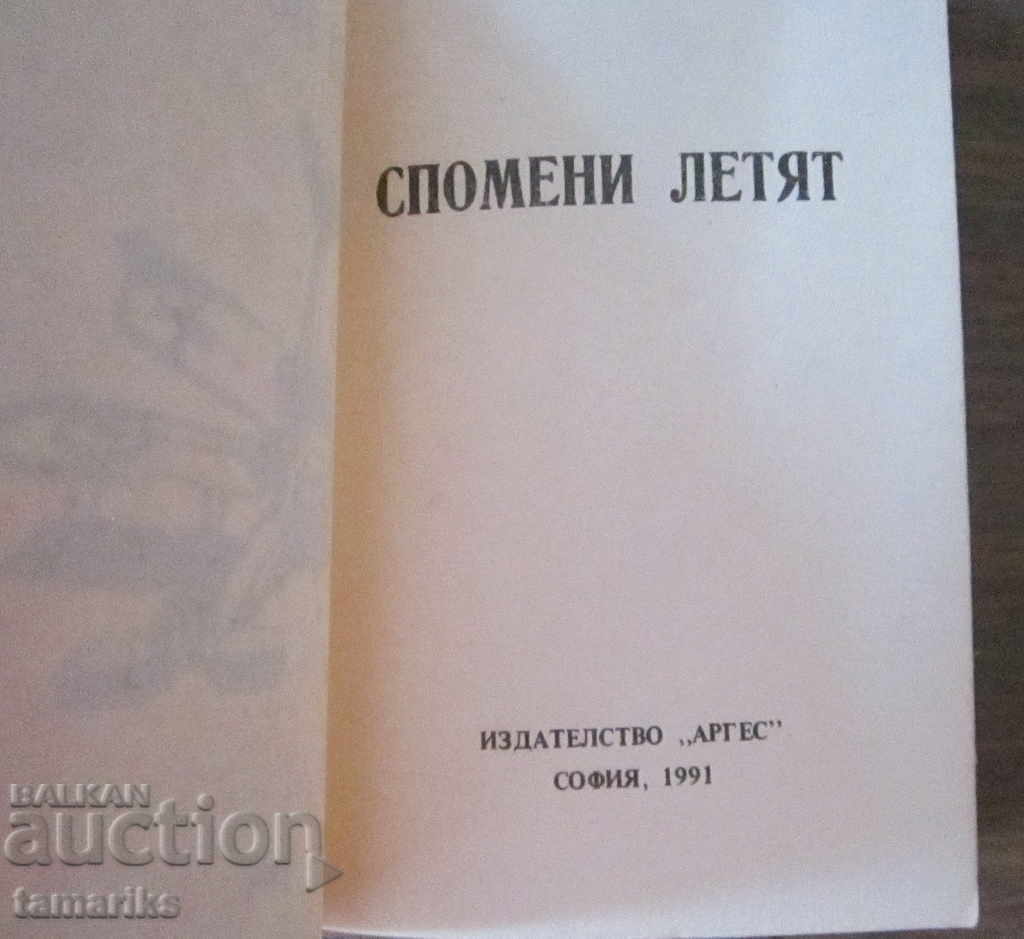 СПОМЕНИ ЛЕТЯТ
ИЗДАТЕЛСТВО „АРГЕС”
СОФИЯ, 1991
BALKAN
auction
tamariks